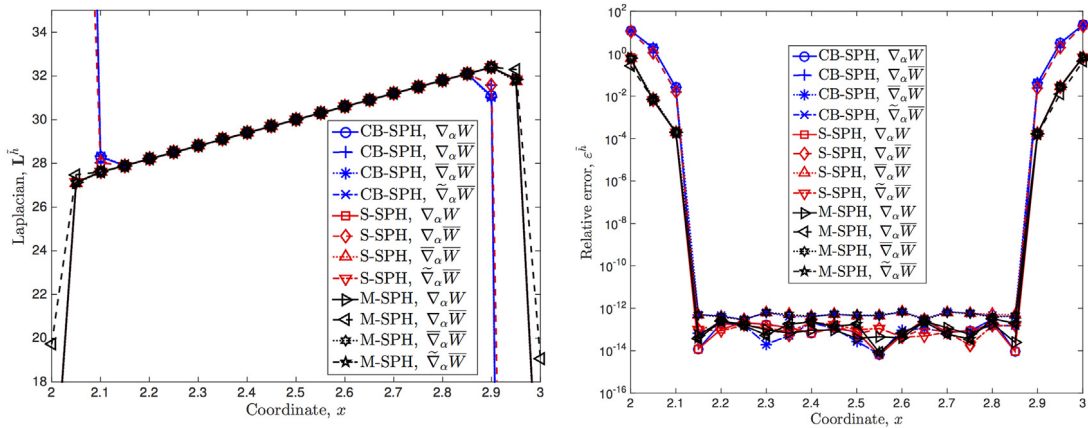 34
32
30
28
26
24
22
20
18
2 2.1 2.2 2.3 2.4 2.5 2.6 2.7 2.8 2.9 3
Coordinate, x
Laplacian, L^h̃
CB-SPH, ∇_αW
CB-SPH, ∇_αW̅
CB-SPH, ∇̅_αW̅
CB-SPH, ∇̃_αW̅
S-SPH, ∇_αW
S-SPH, ∇_αW̅
S-SPH, ∇̅_αW̅
S-SPH, ∇̃_αW̅
M-SPH, ∇_αW
M-SPH, ∇_αW̅
M-SPH, ∇̅_αW̅
M-SPH, ∇̃_αW̅
10^2
10^0
10^-2
10^-4
10^-6
10^-8
10^-10
10^-12
10^-14
10^-16
2 2.1 2.2 2.3 2.4 2.5 2.6 2.7 2.8 2.9 3
Coordinate, x
Relative error, ε^h̃
CB-SPH, ∇_αW
CB-SPH, ∇_αW̅
CB-SPH, ∇̅_αW̅
CB-SPH, ∇̃_αW̅
S-SPH, ∇_αW
S-SPH, ∇_αW̅
S-SPH, ∇̅_αW̅
S-SPH, ∇̃_αW̅
M-SPH, ∇_αW
M-SPH, ∇_αW̅
M-SPH, ∇̅_αW̅
M-SPH, ∇̃_αW̅